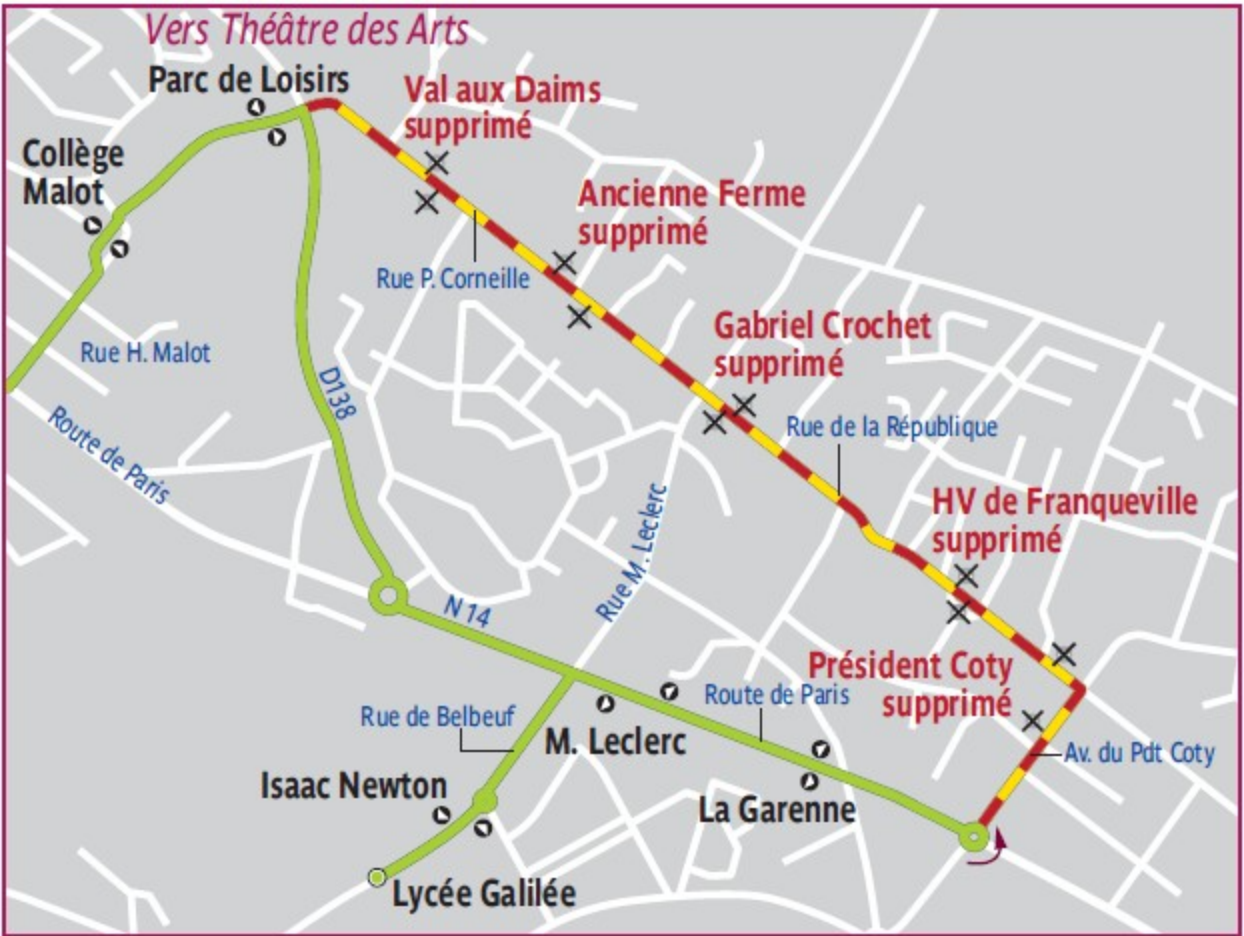 Vers Théâtre des Arts
Parc de Loisirs
Val aux Daims
supprimé
Collège
Malot
Ancienne Ferme
supprimé
Rue P. Corneille
Gabriel Crochet
supprimé
Rue H. Malot
D138
Route de Paris
Rue de la République
HV de Franqueville
supprimé
Rue M. Leclerc
N 14
Président Coty
supprimé
Route de Paris
Rue de Belbeuf
M. Leclerc
Av. du Pdt Coty
Isaac Newton
La Garenne
Lycée Galilée